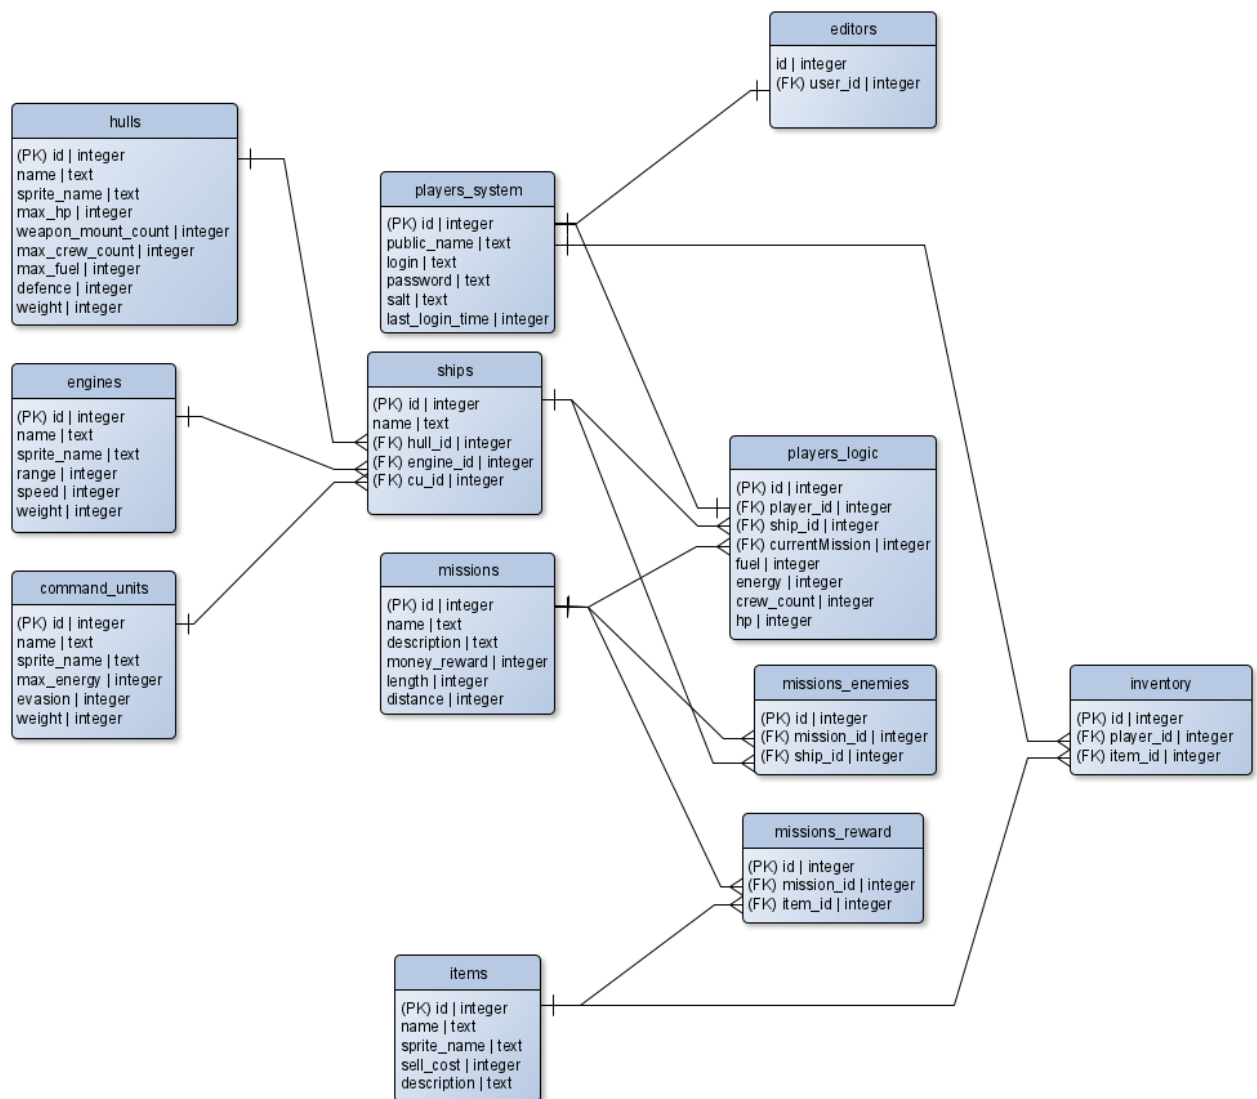 editors
id | integer
(FK) user_id | integer
hulls
(PK) id | integer
name | text
sprite_name | text
max_hp | integer
weapon_mount_count | integer
max_crew_count | integer
max_fuel | integer
defence | integer
weight | integer
players_system
(PK) id | integer
public_name | text
login | text
password | text
salt | text
last_login_time | integer
engines
(PK) id | integer
name | text
sprite_name | text
range | integer
speed | integer
weight | integer
ships
(PK) id | integer
name | text
(FK) hull_id | integer
(FK) engine_id | integer
(FK) cu_id | integer
players_logic
(PK) id | integer
(FK) player_id | integer
(FK) ship_id | integer
(FK) currentMission | integer
fuel | integer
energy | integer
crew_count | integer
hp | integer
command_units
(PK) id | integer
name | text
sprite_name | text
max_energy | integer
evasion | integer
weight | integer
missions
(PK) id | integer
name | text
description | text
money_reward | integer
length | integer
distance | integer
missions_enemies
(PK) id | integer
(FK) mission_id | integer
(FK) ship_id | integer
inventory
(PK) id | integer
(FK) player_id | integer
(FK) item_id | integer
missions_reward
(PK) id | integer
(FK) mission_id | integer
(FK) item_id | integer
items
(PK) id | integer
name | text
sprite_name | text
sell_cost | integer
description | text